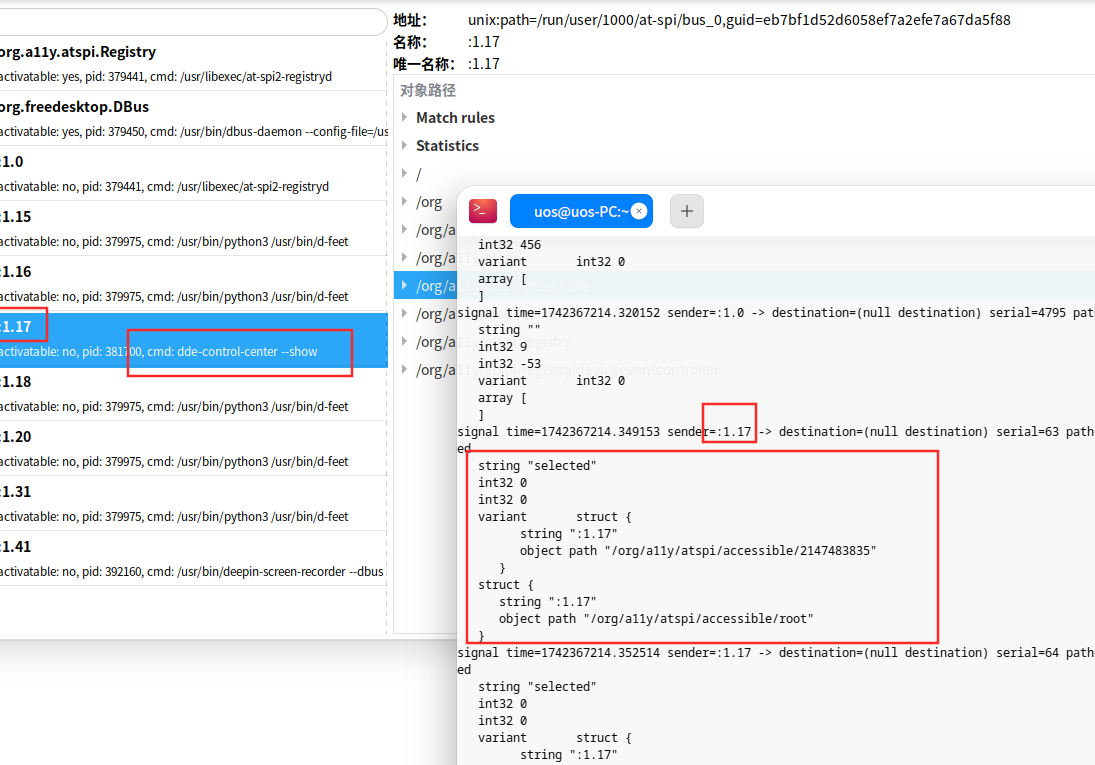 org.a11y.atspi.Registry
activatable: yes, pid: 379441, cmd: /usr/libexec/at-spi2-registryd
org.freedesktop.DBus
activatable: yes, pid: 379450, cmd: /usr/bin/dbus-daemon --config-file=/us
:1.0
activatable: no, pid: 379441, cmd: /usr/libexec/at-spi2-registryd
:1.15
activatable: no, pid: 379975, cmd: /usr/bin/python3 /usr/bin/d-feet
:1.16
activatable: no, pid: 379975, cmd: /usr/bin/python3 /usr/bin/d-feet
:1.17
activatable: no, pid: 381700, cmd: dde-control-center --show
:1.18
activatable: no, pid: 379975, cmd: /usr/bin/python3 /usr/bin/d-feet
:1.20
activatable: no, pid: 379975, cmd: /usr/bin/python3 /usr/bin/d-feet
:1.31
activatable: no, pid: 379975, cmd: /usr/bin/python3 /usr/bin/d-feet
:1.41
activatable: no, pid: 392160, cmd: /usr/bin/deepin-screen-recorder --dbus
地址： unix:path=/run/user/1000/at-spi/bus_0,guid=eb7bf1d52d6058ef7a2efe7a67da5f88
名称： :1.17
唯一名称： :1.17
对象路径
Match rules
Statistics
/
/org
/org/a
/org/a
/org/a
/org/a
/org/a
/org/a
uos@uos-PC:~
int32 456
variant int32 0
array [
]
signal time=1742367214.320152 sender=:1.0 -> destination=(null destination) serial=4795 pat
string ""
int32 9
int32 -53
variant int32 0
array [
]
signal time=1742367214.349153 sender=:1.17 -> destination=(null destination) serial=63 path=
ed
string "selected"
int32 0
int32 0
variant struct {
string ":1.17"
object path "/org/a11y/atspi/accessible/2147483835"
}
struct {
string ":1.17"
object path "/org/a11y/atspi/accessible/root"
}
signal time=1742367214.352514 sender=:1.17 -> destination=(null destination) serial=64 path=
ed
string "selected"
int32 0
int32 0
variant struct {
string ":1.17"